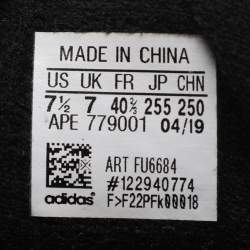 MADE IN CHINA
US UK FR JP CHN
7½ 7 40⅔ 255 250
APE 779001 04/19
ART FU6684
#122940774
adidas F>F22PFk00018